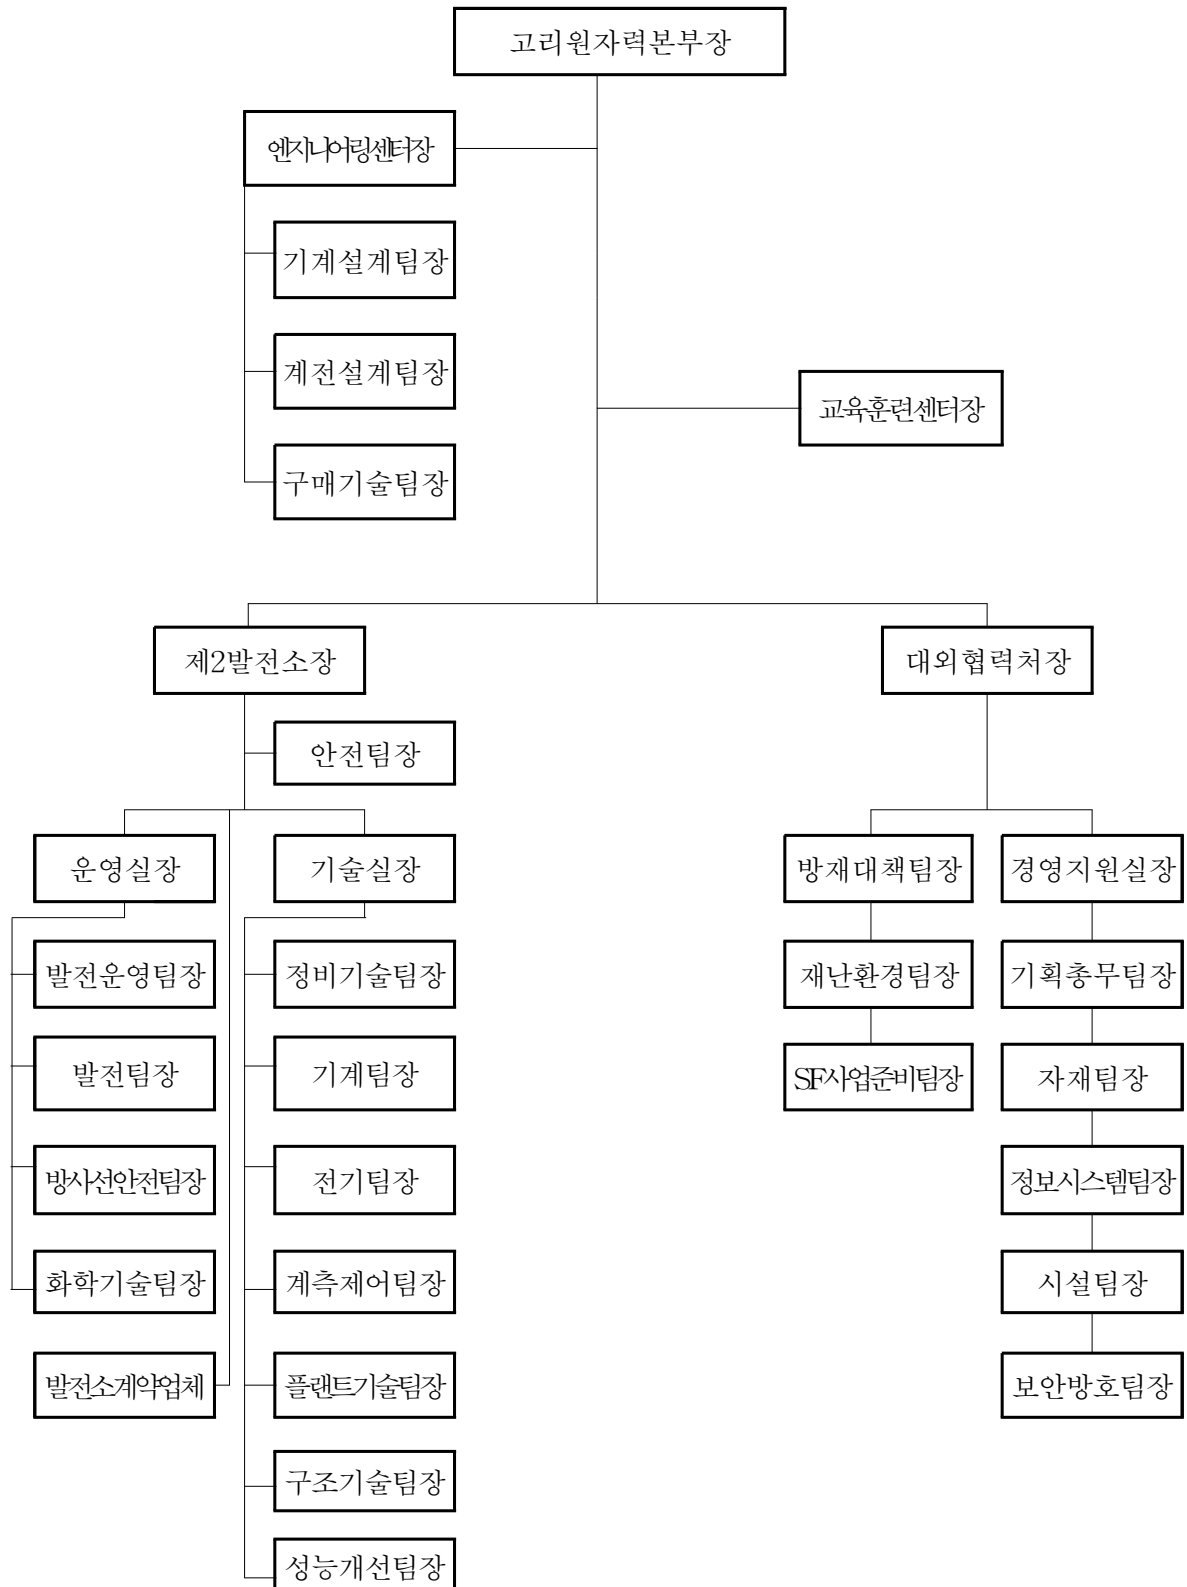 고리원자력본부장
엔지니어링센터장
기계설계팀장
계전설계팀장
교육훈련센터장
구매기술팀장
제2발전소장
대외협력처장
안전팀장
운영실장
기술실장
방재대책팀장
경영지원실장
발전운영팀장
정비기술팀장
재난환경팀장
기획총무팀장
발전팀장
기계팀장
SF사업준비팀장
자재팀장
방사선안전팀장
전기팀장
정보시스템팀장
화학기술팀장
계측제어팀장
시설팀장
발전소계약업체
플랜트기술팀장
보안방호팀장
구조기술팀장
성능개선팀장